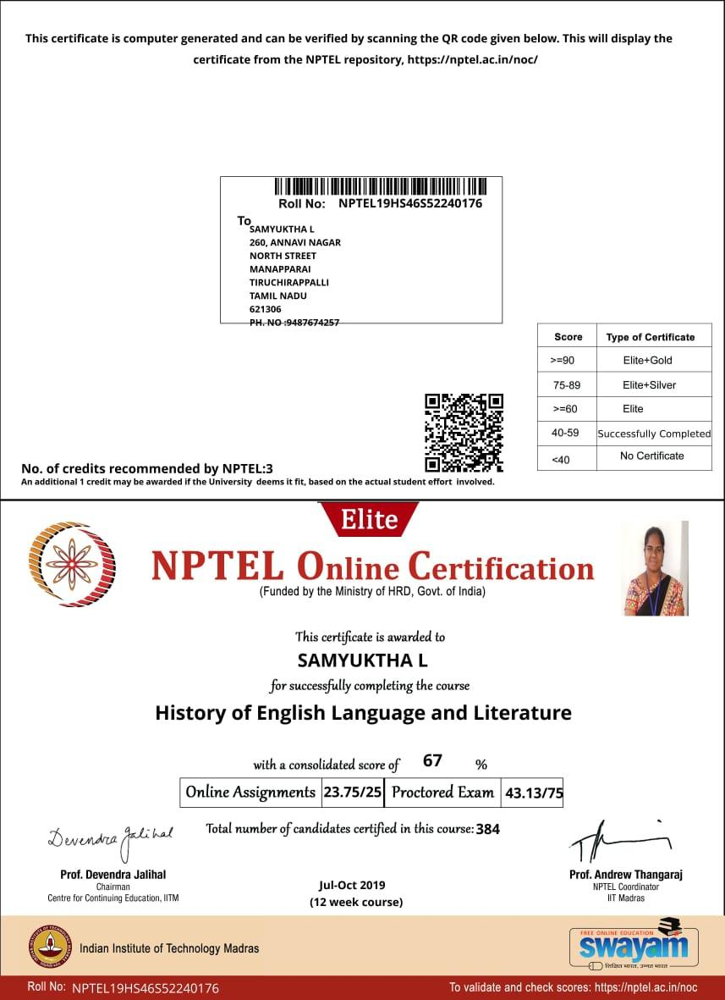 This certificate is computer generated and can be verified by scanning the QR code given below. This will display the
certificate from the NPTEL repository, https://nptel.ac.in/noc/
Roll No: NPTEL19HS46S52240176
To
SAMYUKTHA L
260, ANNAVI NAGAR
NORTH STREET
MANAPPARAI
TIRUCHIRAPPALLI
TAMIL NADU
621306
PH. NO :9487674257
Score Type of Certificate
>=90 Elite+Gold
75-89 Elite+Silver
>=60 Elite
40-59 Successfully Completed
<40 No Certificate
No. of credits recommended by NPTEL:3
An additional 1 credit may be awarded if the University deems it fit, based on the actual student effort involved.
Elite
NPTEL Online Certification
(Funded by the Ministry of HRD, Govt. of India)
This certificate is awarded to
SAMYUKTHA L
for successfully completing the course
History of English Language and Literature
with a consolidated score of 67 %
Online Assignments 23.75/25 Proctored Exam 43.13/75
Total number of candidates certified in this course: 384
Devendra Jalihal
Prof. Devendra Jalihal
Chairman
Centre for Continuing Education, IITM
Jul-Oct 2019
(12 week course)
Prof. Andrew Thangaraj
NPTEL Coordinator
IIT Madras
Indian Institute of Technology Madras
FREE ONLINE EDUCATION
swayam
शिक्षित भारत, उन्नत भारत
Roll No: NPTEL19HS46S52240176
To validate and check scores: https://nptel.ac.in/noc